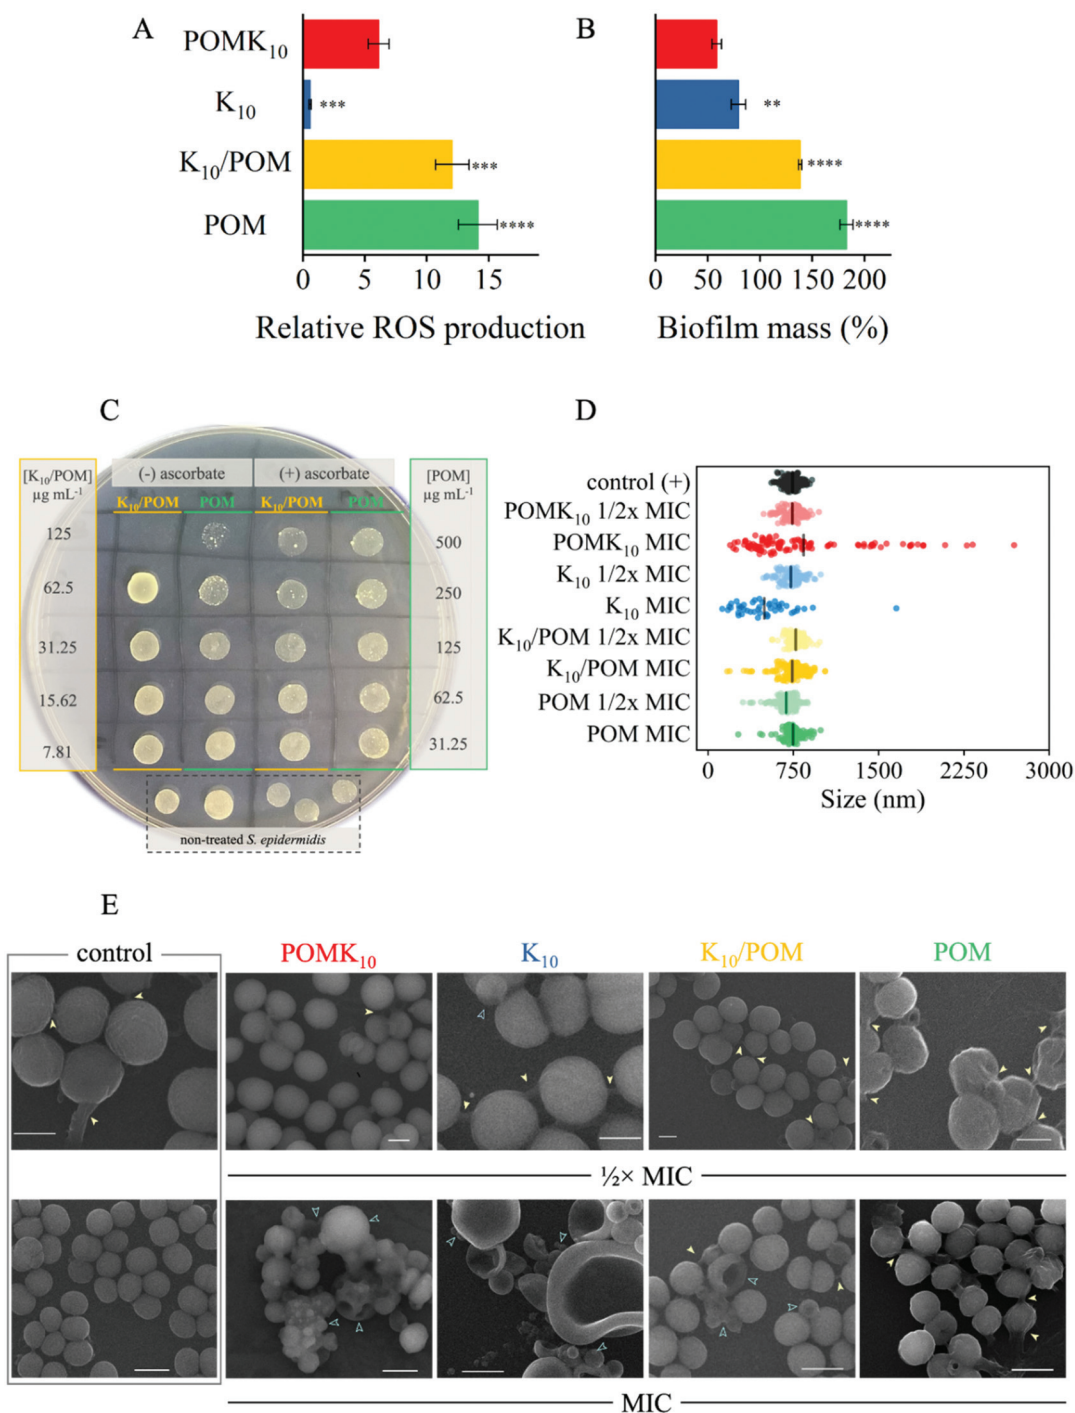 A
B
POMK10
K10
***
**
K10/POM
***
****
POM
****
****
0 5 10 15
0 50 100 150 200
Relative ROS production
Biofilm mass (%)
C
D
[K10/POM]
µg mL-1
(-) ascorbate
(+) ascorbate
[POM]
µg mL-1
K10/POM
POM
K10/POM
POM
125
500
62.5
250
31.25
125
15.62
62.5
7.81
31.25
non-treated S. epidermidis
control (+)
POMK10 1/2x MIC
POMK10 MIC
K10 1/2x MIC
K10 MIC
K10/POM 1/2x MIC
K10/POM MIC
POM 1/2x MIC
POM MIC
0 750 1500 2250 3000
Size (nm)
E
control
POMK10
K10
K10/POM
POM
½× MIC
MIC